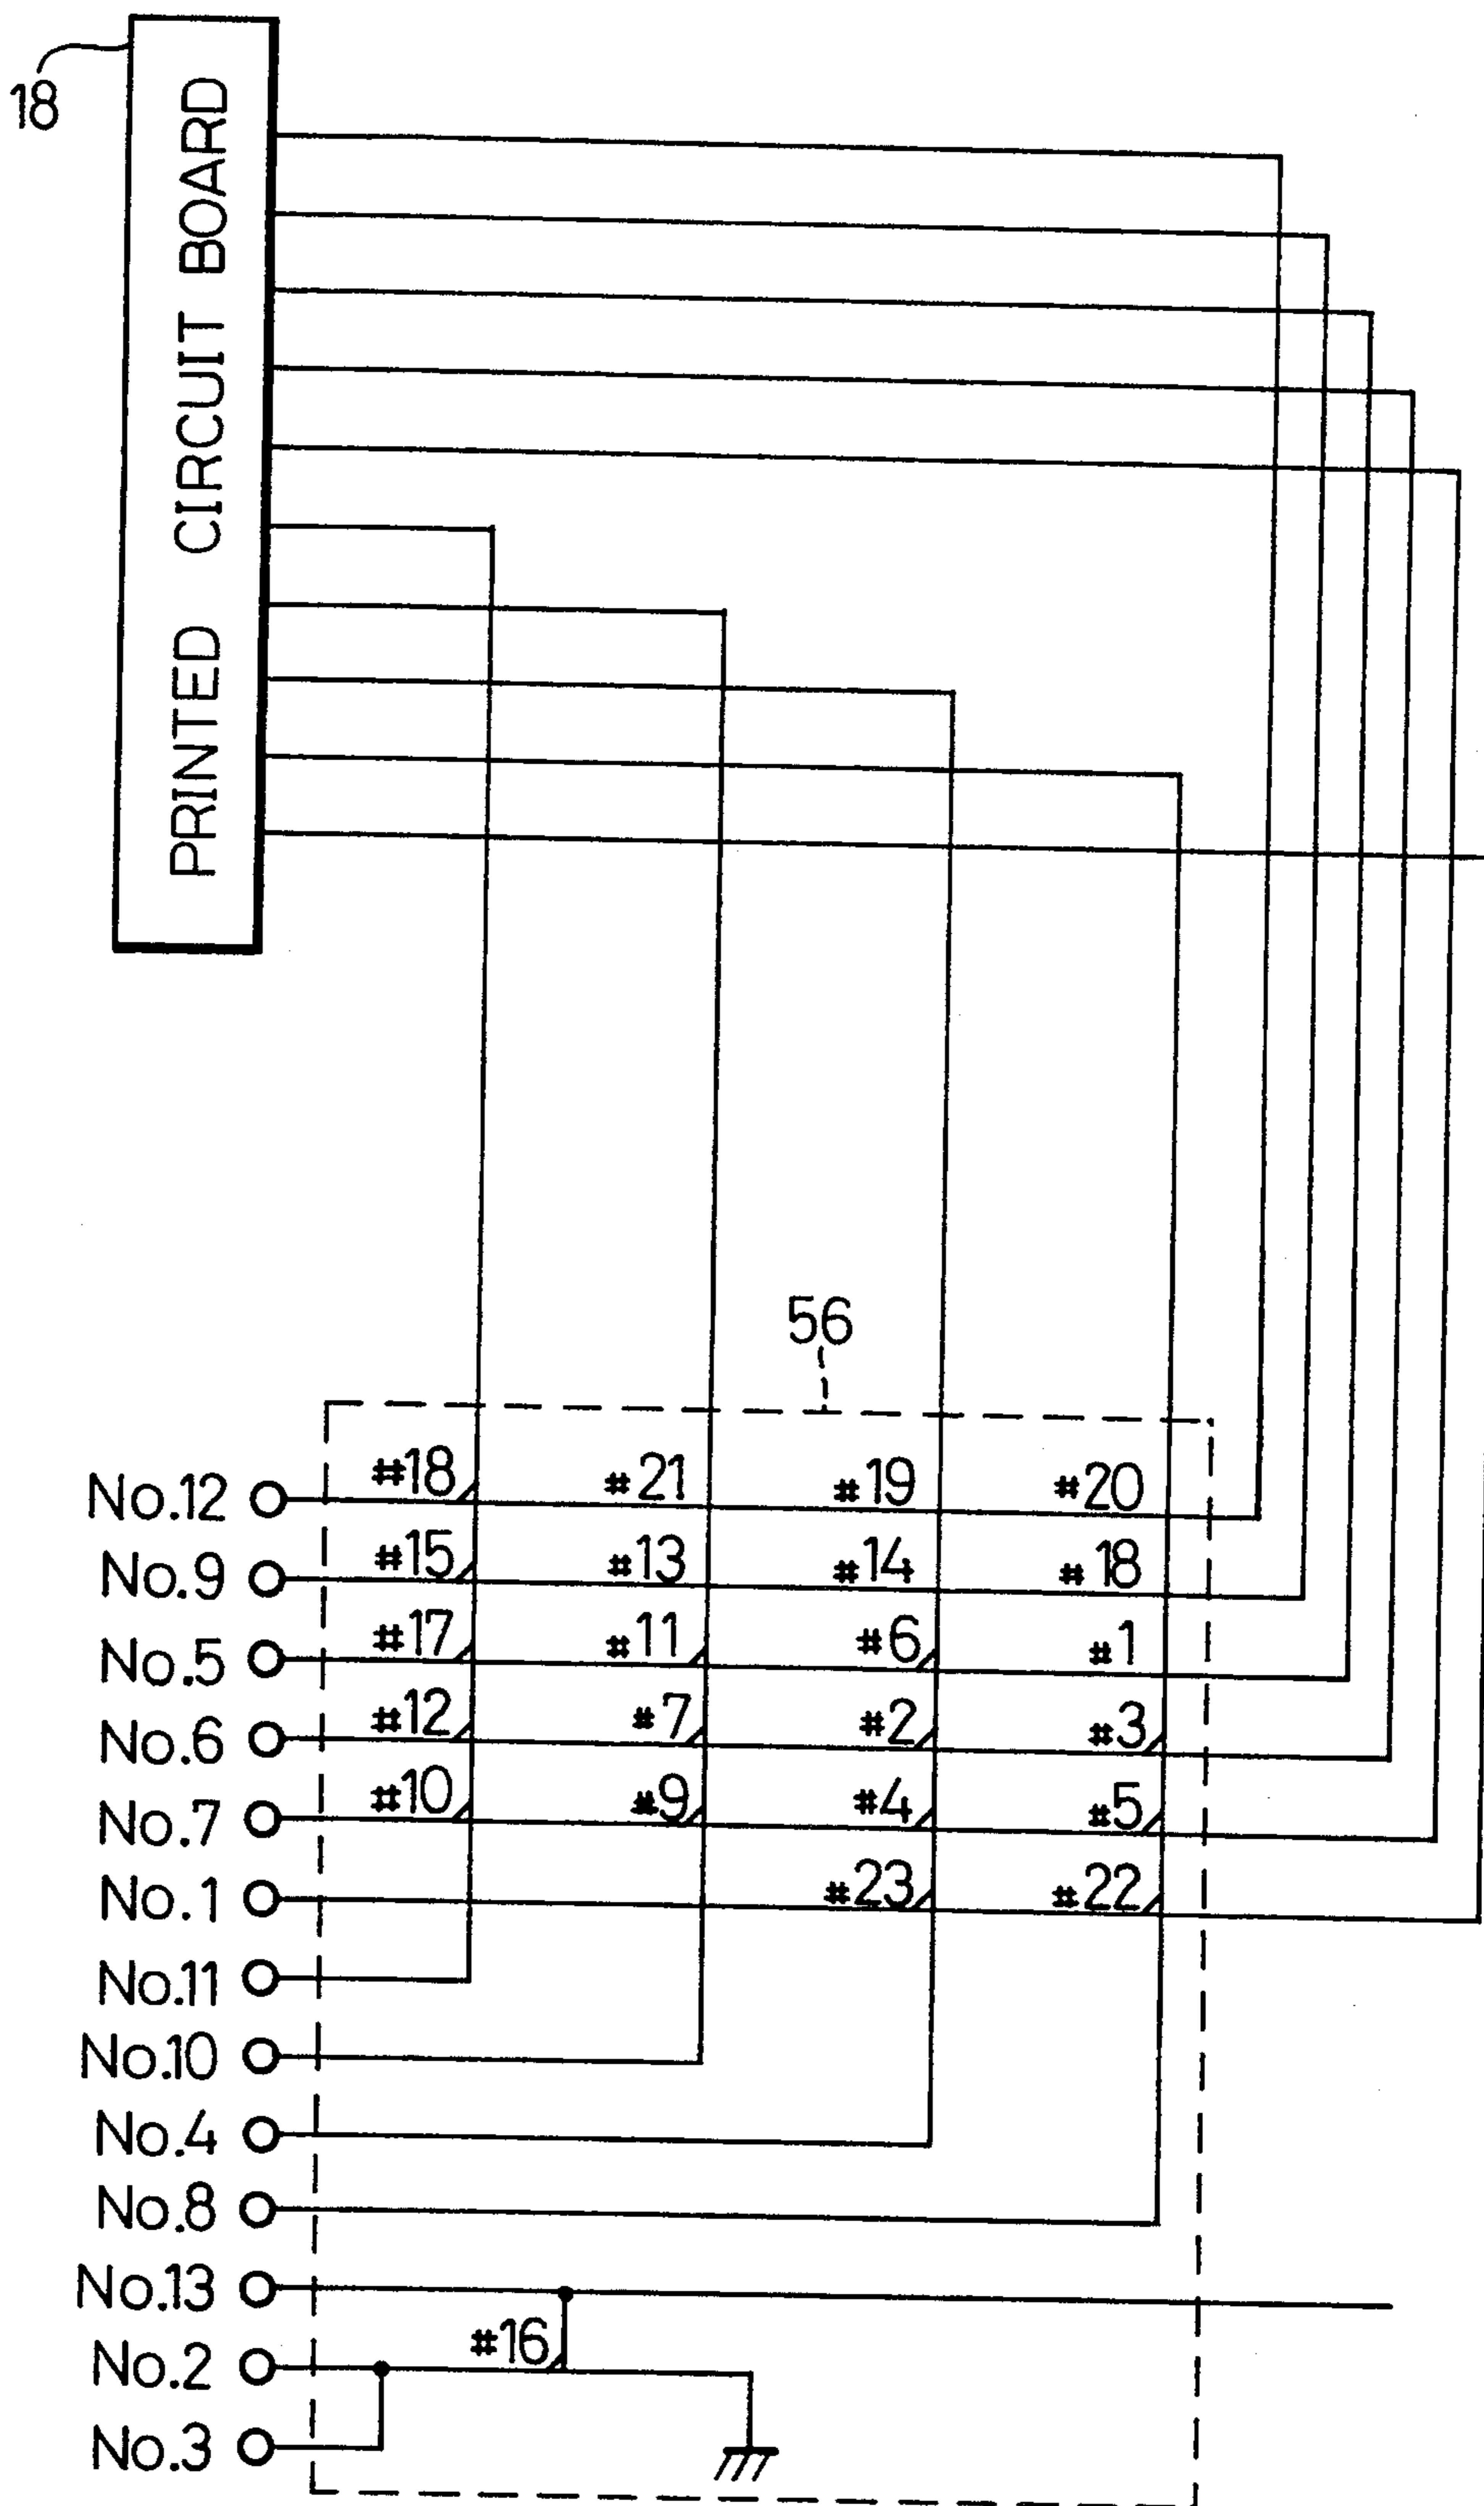 18
PRINTED CIRCUIT BOARD
56
No.12 #18 #21 #19 #20
No.9 #15 #13 #14 #18
No.5 #17 #11 #6 #1
No.6 #12 #7 #2 #3
No.7 #10 #9 #4 #5
No.1 #23 #22
No.11
No.10
No.4
No.8
No.13
#16
No.2
No.3